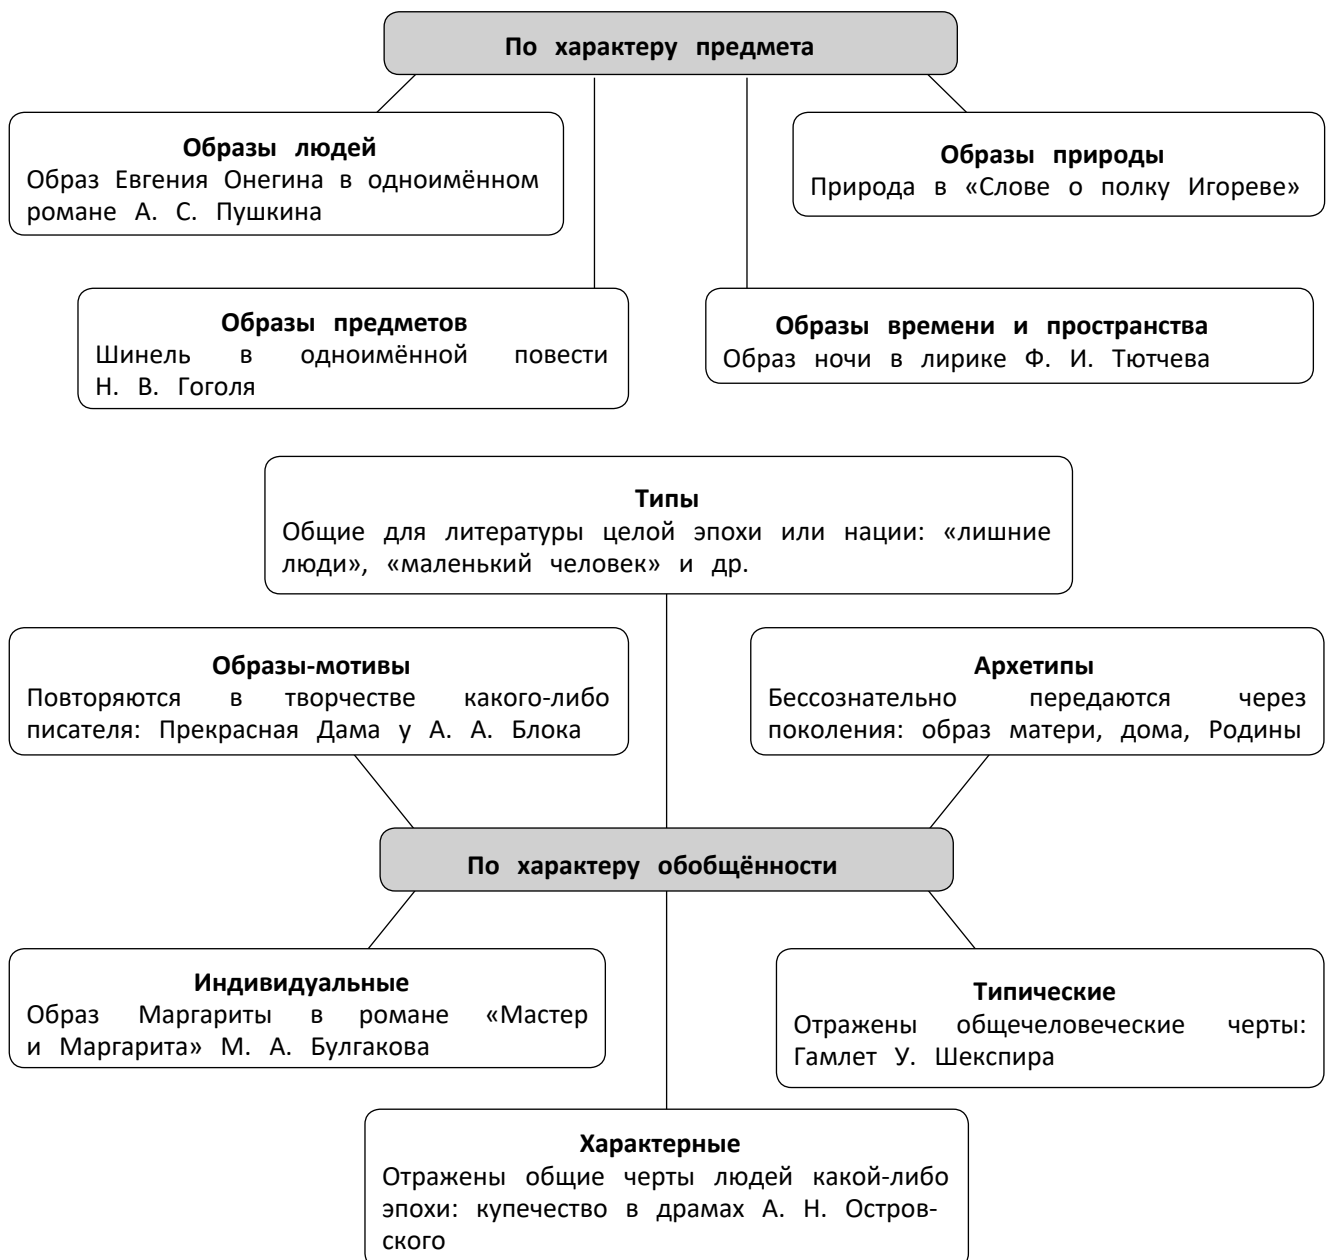 По характеру предмета
Образы людей
Образ Евгения Онегина в одноимённом
романе А. С. Пушкина
Образы природы
Природа в «Слове о полку Игореве»
Образы предметов
Шинель в одноимённой повести
Н. В. Гоголя
Образы времени и пространства
Образ ночи в лирике Ф. И. Тютчева
Типы
Общие для литературы целой эпохи или нации: «лишние
люди», «маленький человек» и др.
Образы-мотивы
Повторяются в творчестве какого-либо
писателя: Прекрасная Дама у А. А. Блока
Архетипы
Бессознательно передаются через
поколения: образ матери, дома, Родины
По характеру обобщённости
Индивидуальные
Образ Маргариты в романе «Мастер
и Маргарита» М. А. Булгакова
Типические
Отражены общечеловеческие черты:
Гамлет У. Шекспира
Характерные
Отражены общие черты людей какой-либо
эпохи: купечество в драмах А. Н. Остров-
ского